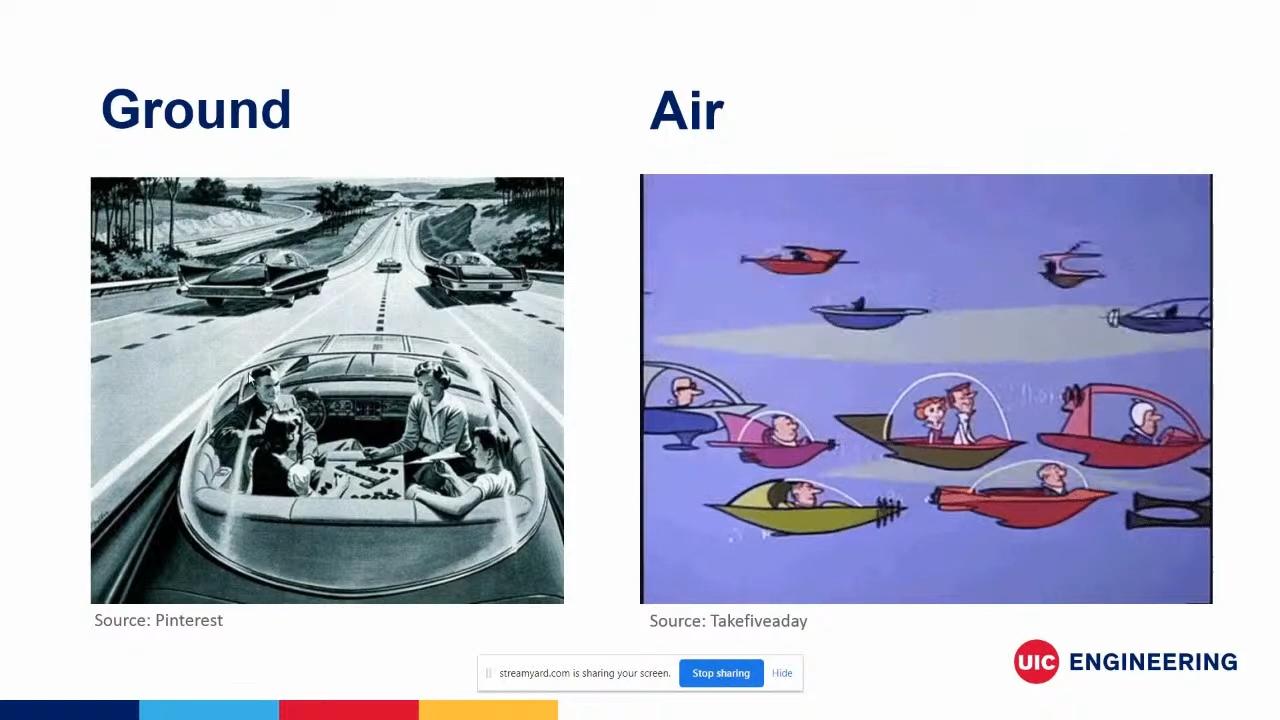 Ground
Air
Source: Pinterest
Source: Takefiveaday
streamyard.com is sharing your screen.
Stop sharing
Hide
UIC ENGINEERING